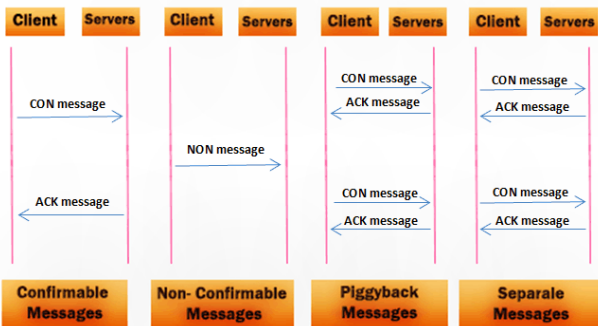 Client Servers Client Servers Client Servers Client Servers
CON message CON message
CON message ACK message ACK message
NON message
ACK message CON message CON message
ACK message ACK message
Confirmable Non- Confirmable Piggyback Separale
Messages Messages Messages Messages